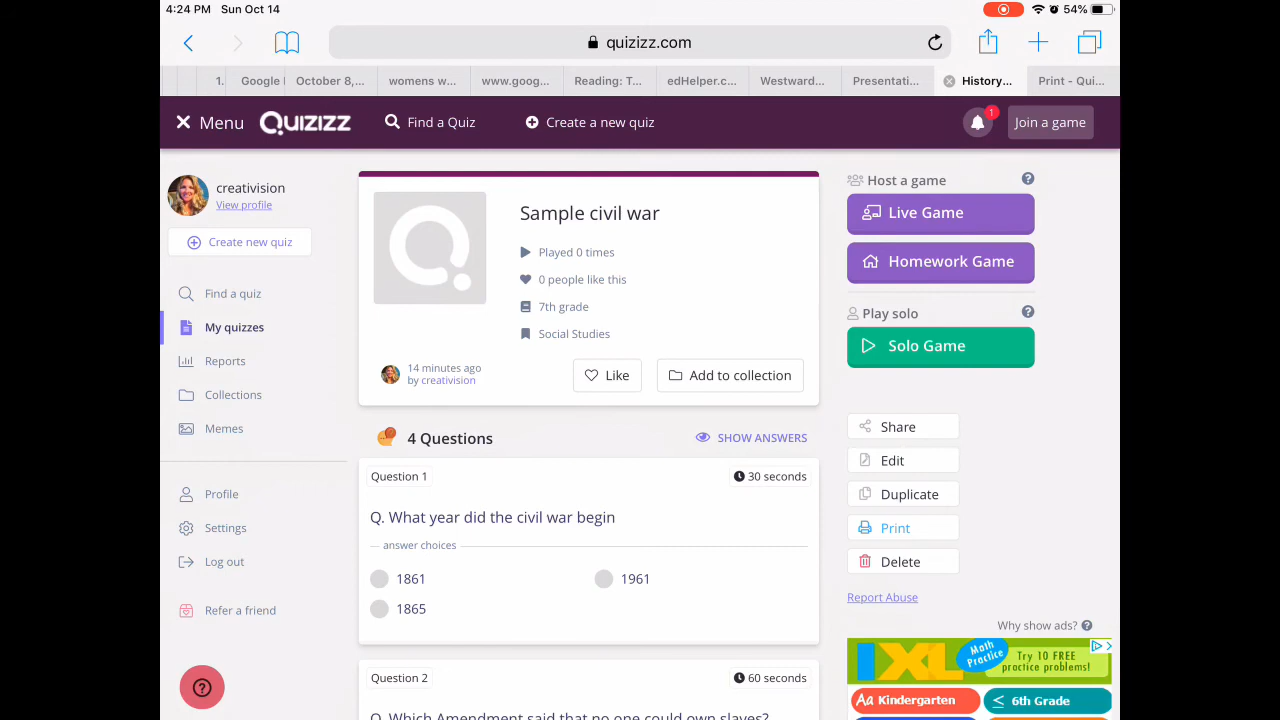 4:24 PM Sun Oct 14
54%
quizizz.com
1.
Google
October 8,...
womens w...
www.goog...
Reading: T...
edHelper.c...
Westward...
Presentati...
History...
Print - Qui...
Menu
Quizizz
Find a Quiz
Create a new quiz
1
Join a game
creativision
View profile
Create new quiz
Find a quiz
My quizzes
Reports
Collections
Memes
Profile
Settings
Log out
Refer a friend
?
Sample civil war
Played 0 times
0 people like this
7th grade
Social Studies
14 minutes ago
by creativision
Like
Add to collection
4 Questions
SHOW ANSWERS
Question 1
30 seconds
Q. What year did the civil war begin
answer choices
1861
1961
1865
Question 2
60 seconds
Q. Which Amendment said that no one could own slaves?
Host a game
?
Live Game
Homework Game
Play solo
?
Solo Game
Share
Edit
Duplicate
Print
Delete
Report Abuse
Why show ads? ?
IXL
Math Practice
Try 10 FREE
practice problems!
Aa Kindergarten
≤ 6th Grade